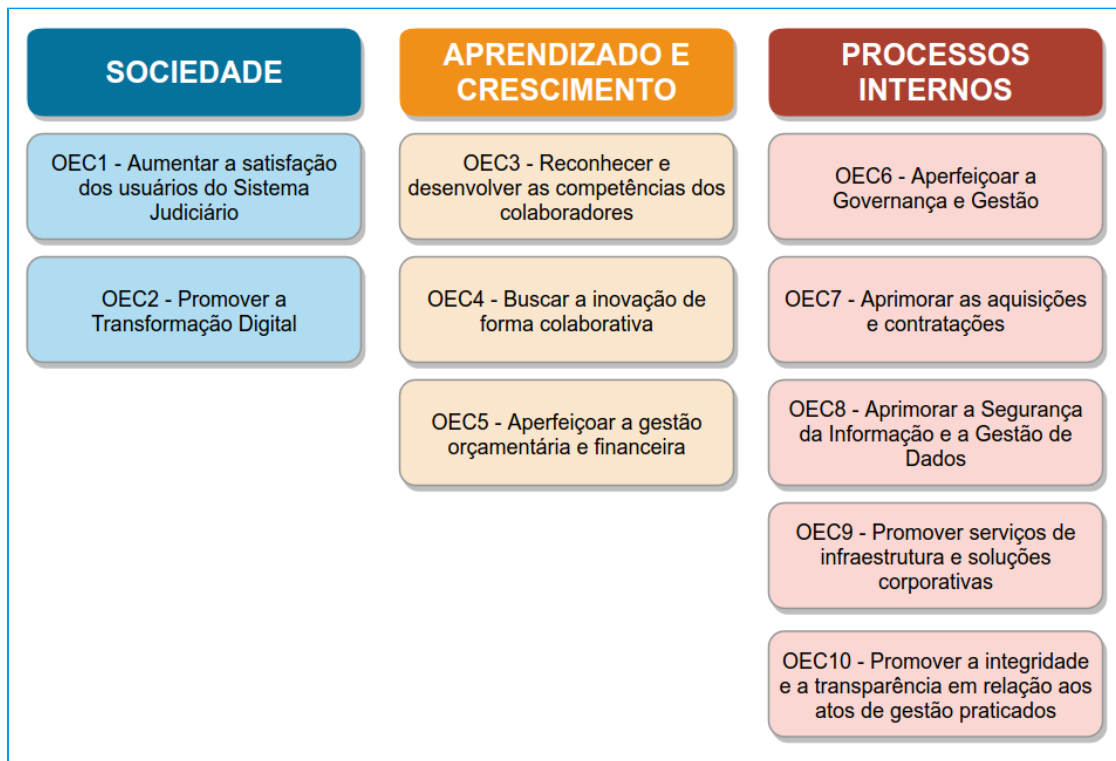 SOCIEDADE
OEC1 - Aumentar a satisfação
dos usuários do Sistema
Judiciário
OEC2 - Promover a
Transformação Digital
APRENDIZADO E
CRESCIMENTO
OEC3 - Reconhecer e
desenvolver as competências dos
colaboradores
OEC4 - Buscar a inovação de
forma colaborativa
OEC5 - Aperfeiçoar a gestão
orçamentária e financeira
PROCESSOS
INTERNOS
OEC6 - Aperfeiçoar a
Governança e Gestão
OEC7 - Aprimorar as aquisições
e contratações
OEC8 - Aprimorar a Segurança
da Informação e a Gestão de
Dados
OEC9 - Promover serviços de
infraestrutura e soluções
corporativas
OEC10 - Promover a integridade
e a transparência em relação aos
atos de gestão praticados